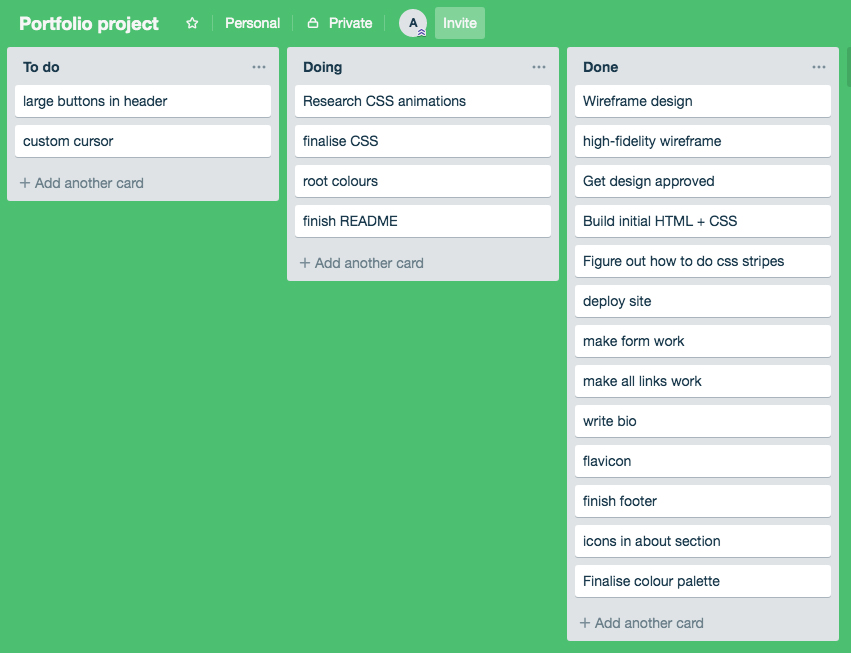 Portfolio project
Personal
Private
A
Invite
To do
large buttons in header
custom cursor
+ Add another card
Doing
Research CSS animations
finalise CSS
root colours
finish README
+ Add another card
Done
Wireframe design
high-fidelity wireframe
Get design approved
Build initial HTML + CSS
Figure out how to do css stripes
deploy site
make form work
make all links work
write bio
flavicon
finish footer
icons in about section
Finalise colour palette
+ Add another card